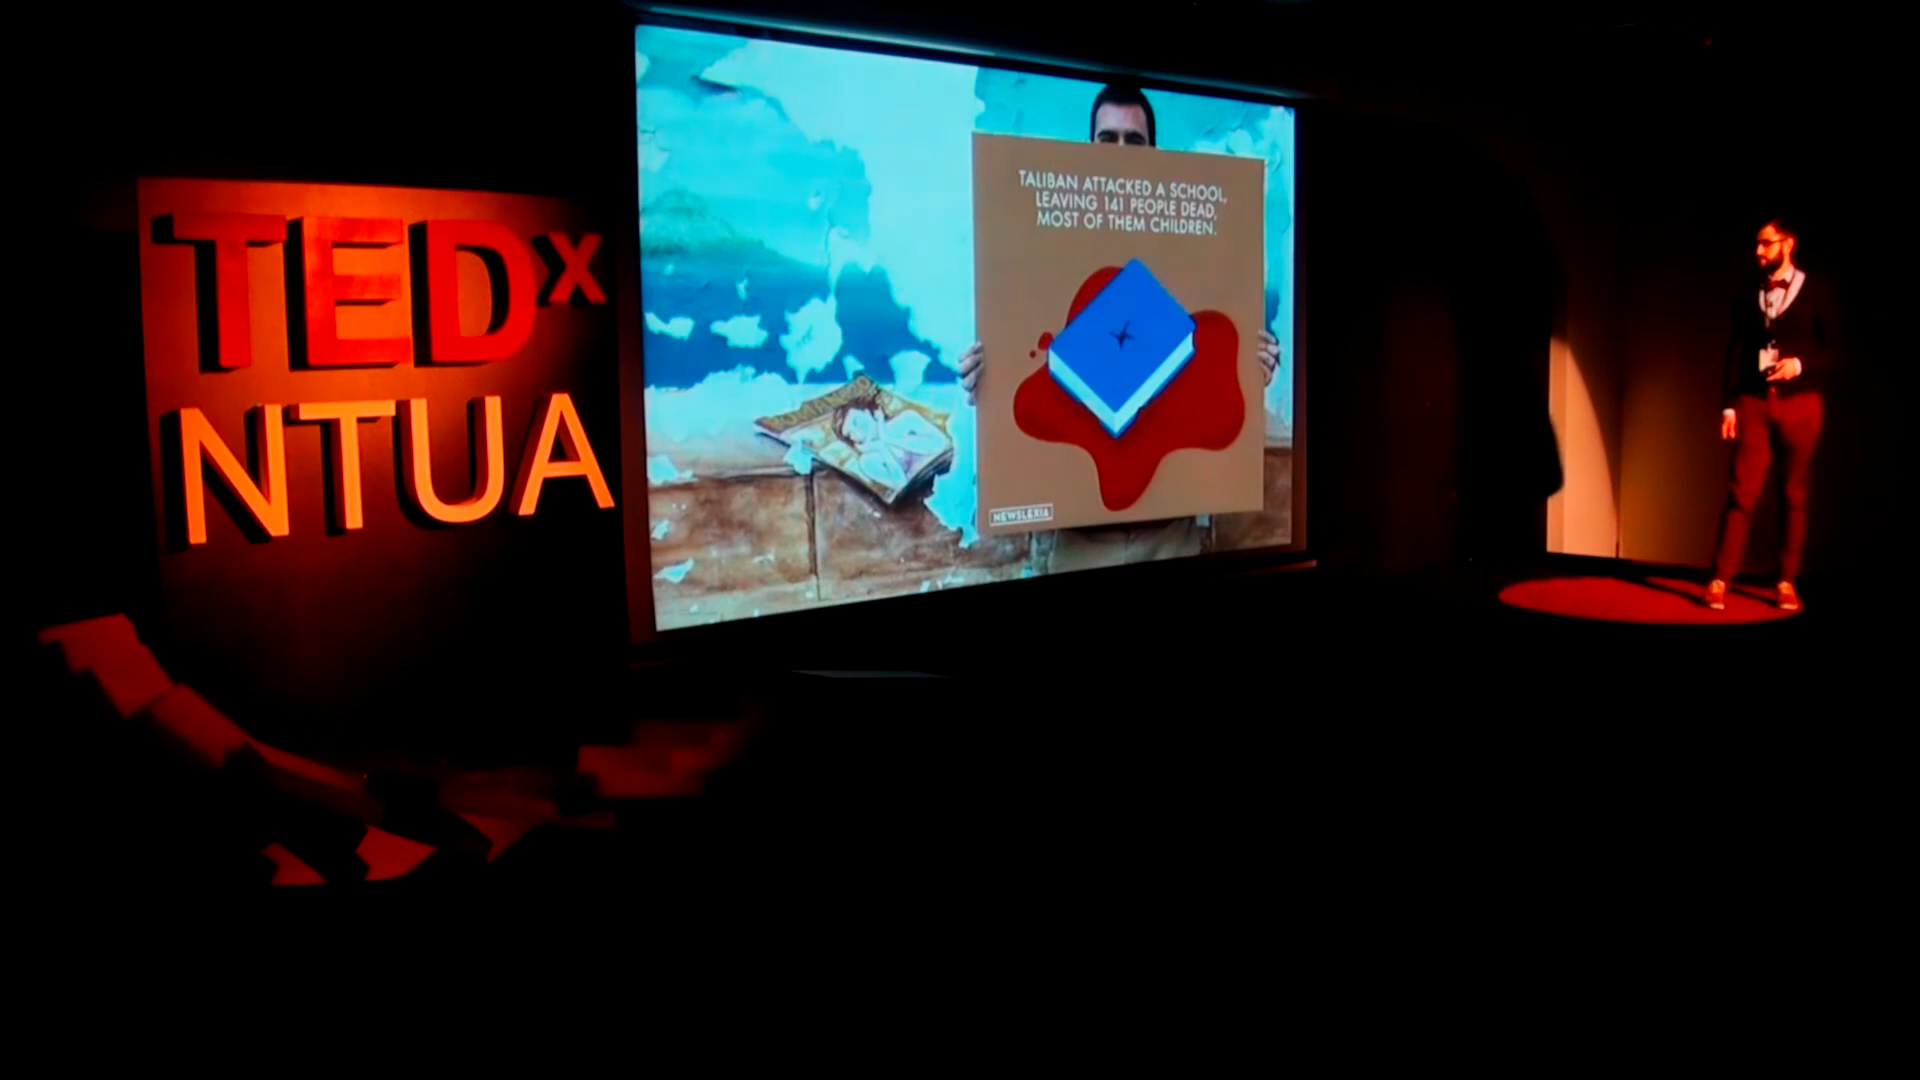 TEDx
NTUA
TALIBAN ATTACKED A SCHOOL,
LEAVING 141 PEOPLE DEAD,
MOST OF THEM CHILDREN.
NEWSLEXIA